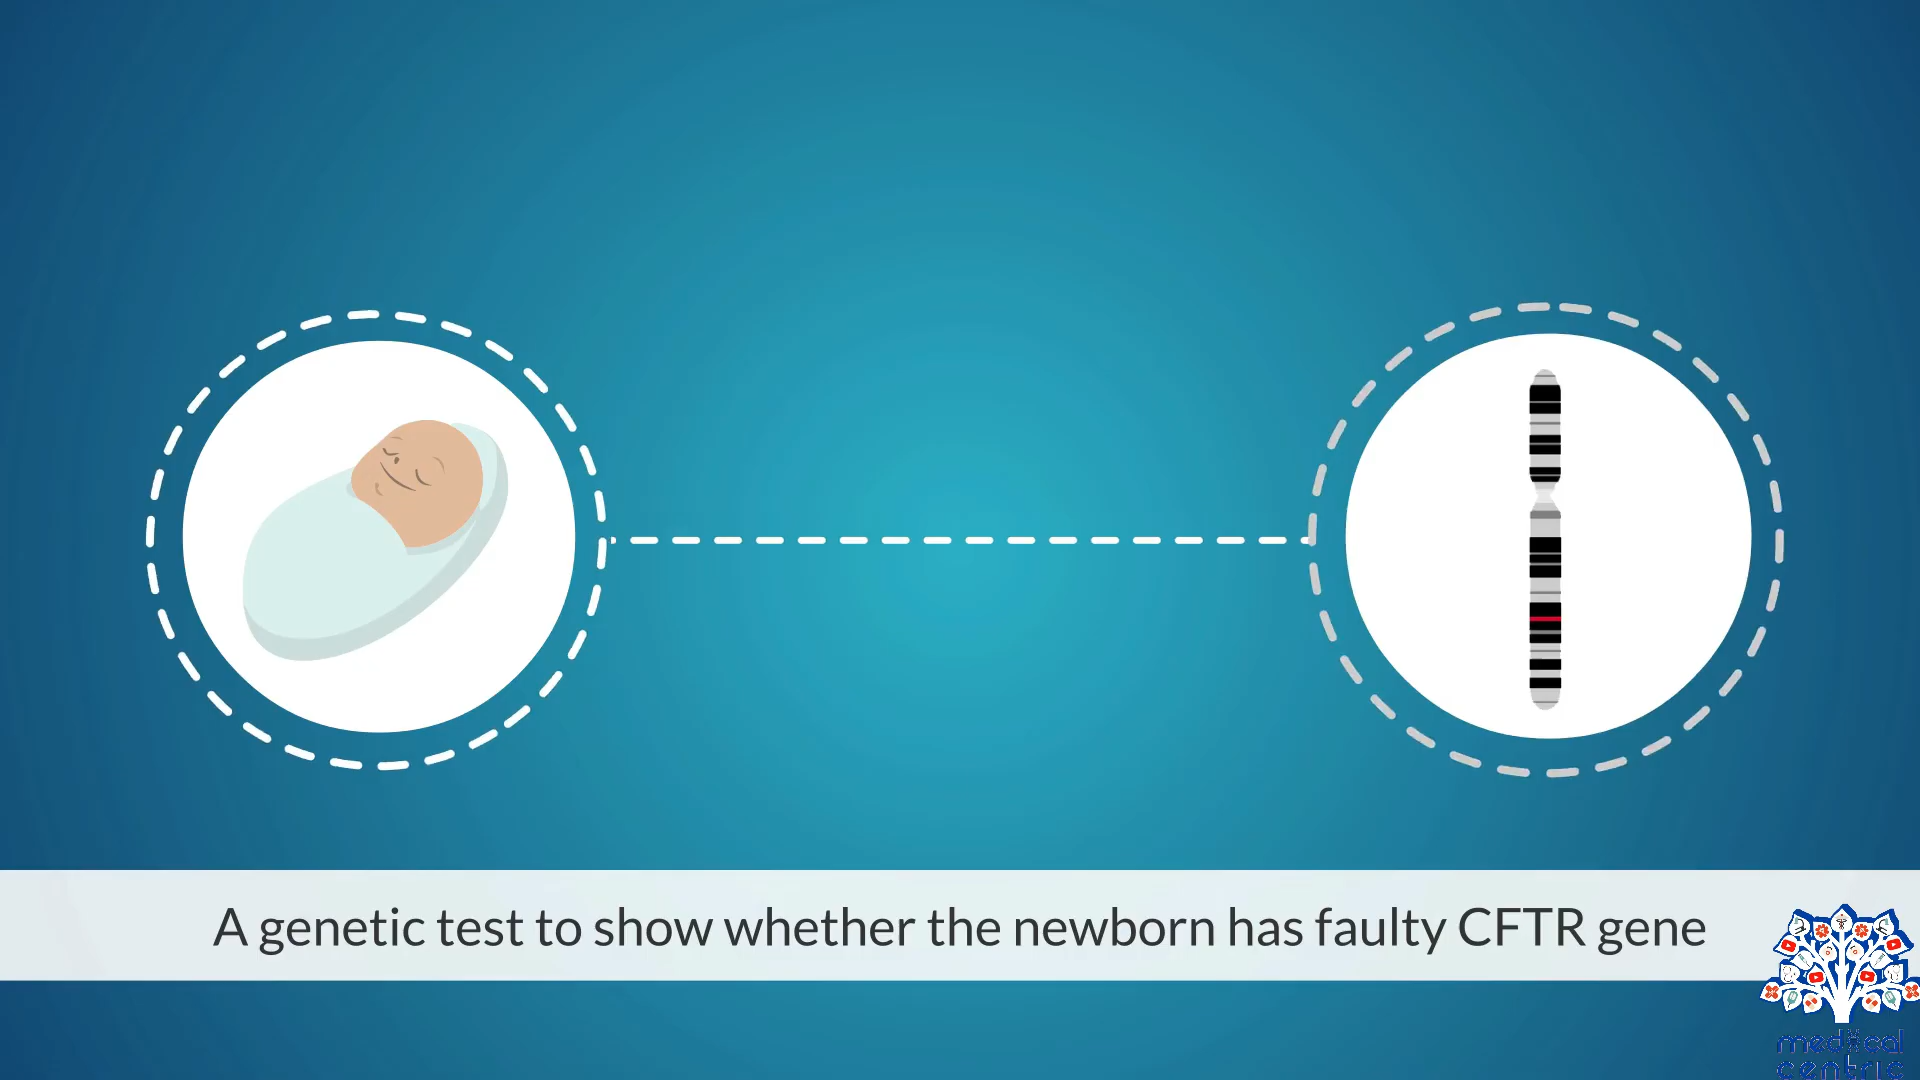 A genetic test to show whether the newborn has faulty CFTR gene
medical
centric